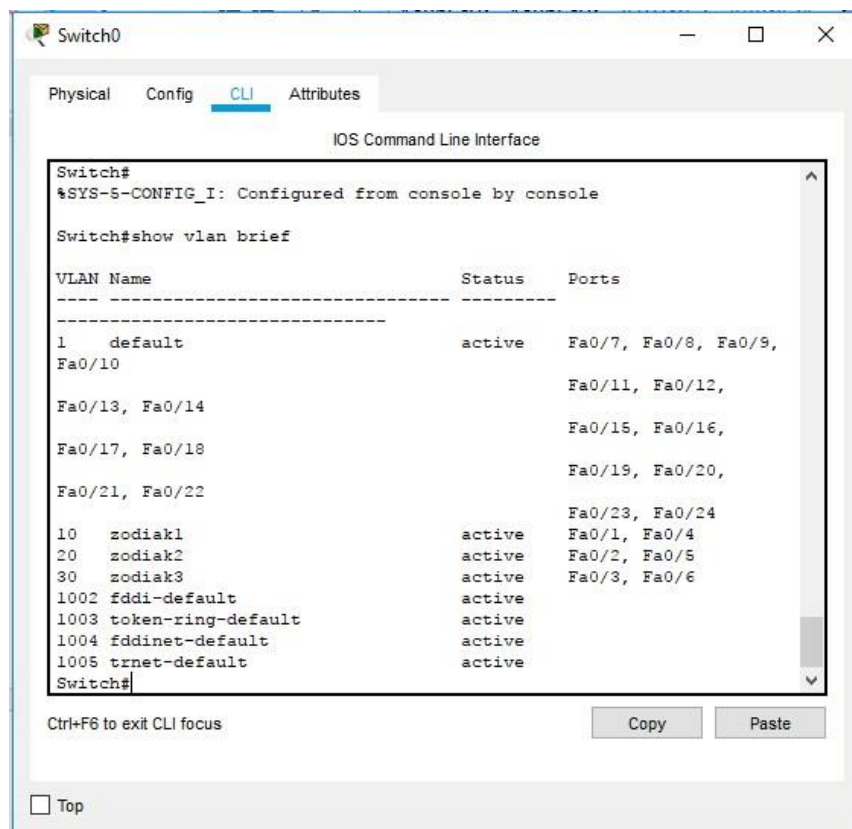 Switch0
Physical Config CLI Attributes
IOS Command Line Interface
Switch#
%SYS-5-CONFIG_I: Configured from console by console
Switch#show vlan brief
VLAN Name Status Ports
---- -------------------------------- ---------
-------------------------------
1 default active Fa0/7, Fa0/8, Fa0/9,
Fa0/10
Fa0/11, Fa0/12,
Fa0/13, Fa0/14
Fa0/15, Fa0/16,
Fa0/17, Fa0/18
Fa0/19, Fa0/20,
Fa0/21, Fa0/22
Fa0/23, Fa0/24
10 zodiak1 active Fa0/1, Fa0/4
20 zodiak2 active Fa0/2, Fa0/5
30 zodiak3 active Fa0/3, Fa0/6
1002 fddi-default active
1003 token-ring-default active
1004 fddinet-default active
1005 trnet-default active
Switch#
Ctrl+F6 to exit CLI focus
Copy Paste
Top